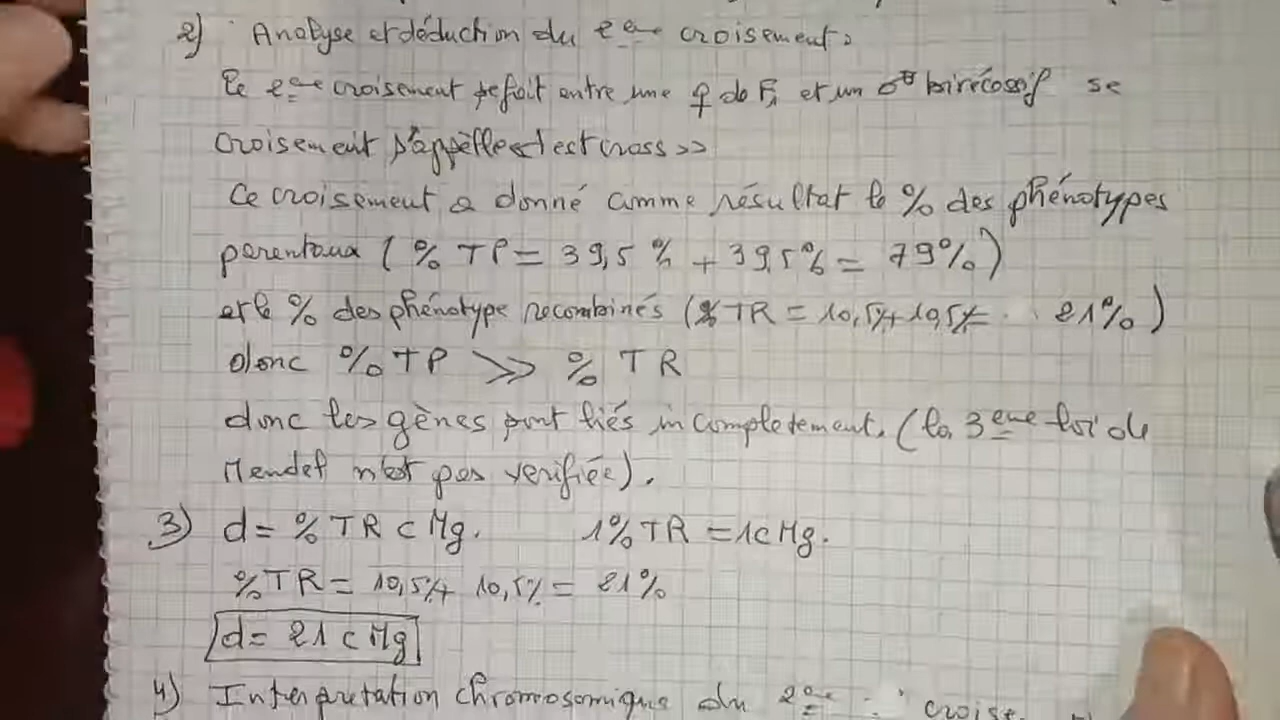 2) Analyse et déduction du 2ème croisement.
Le 2ème croisement se fait entre une ♀ de F1 et un ♂ birécessif se
croisement s'appelle test cross >>
Ce croisement a donné comme résultat le % des phénotypes
parentaux ( % TP = 39,5 % + 39,5% = 79%)
et le % des phénotype recombinés (% TR = 10,5% + 10,5% = 21% )
donc % TP >> % TR
donc les gènes sont liés incomplètement. (la 3ème loi de
Mendel n'est pas verifiée).
3) d = % TR cMg. 1% TR = 1cMg.
% TR = 10,5% + 10,5% = 21%
d = 21 cMg
4) Interprétation chromosomique du 2ème croise